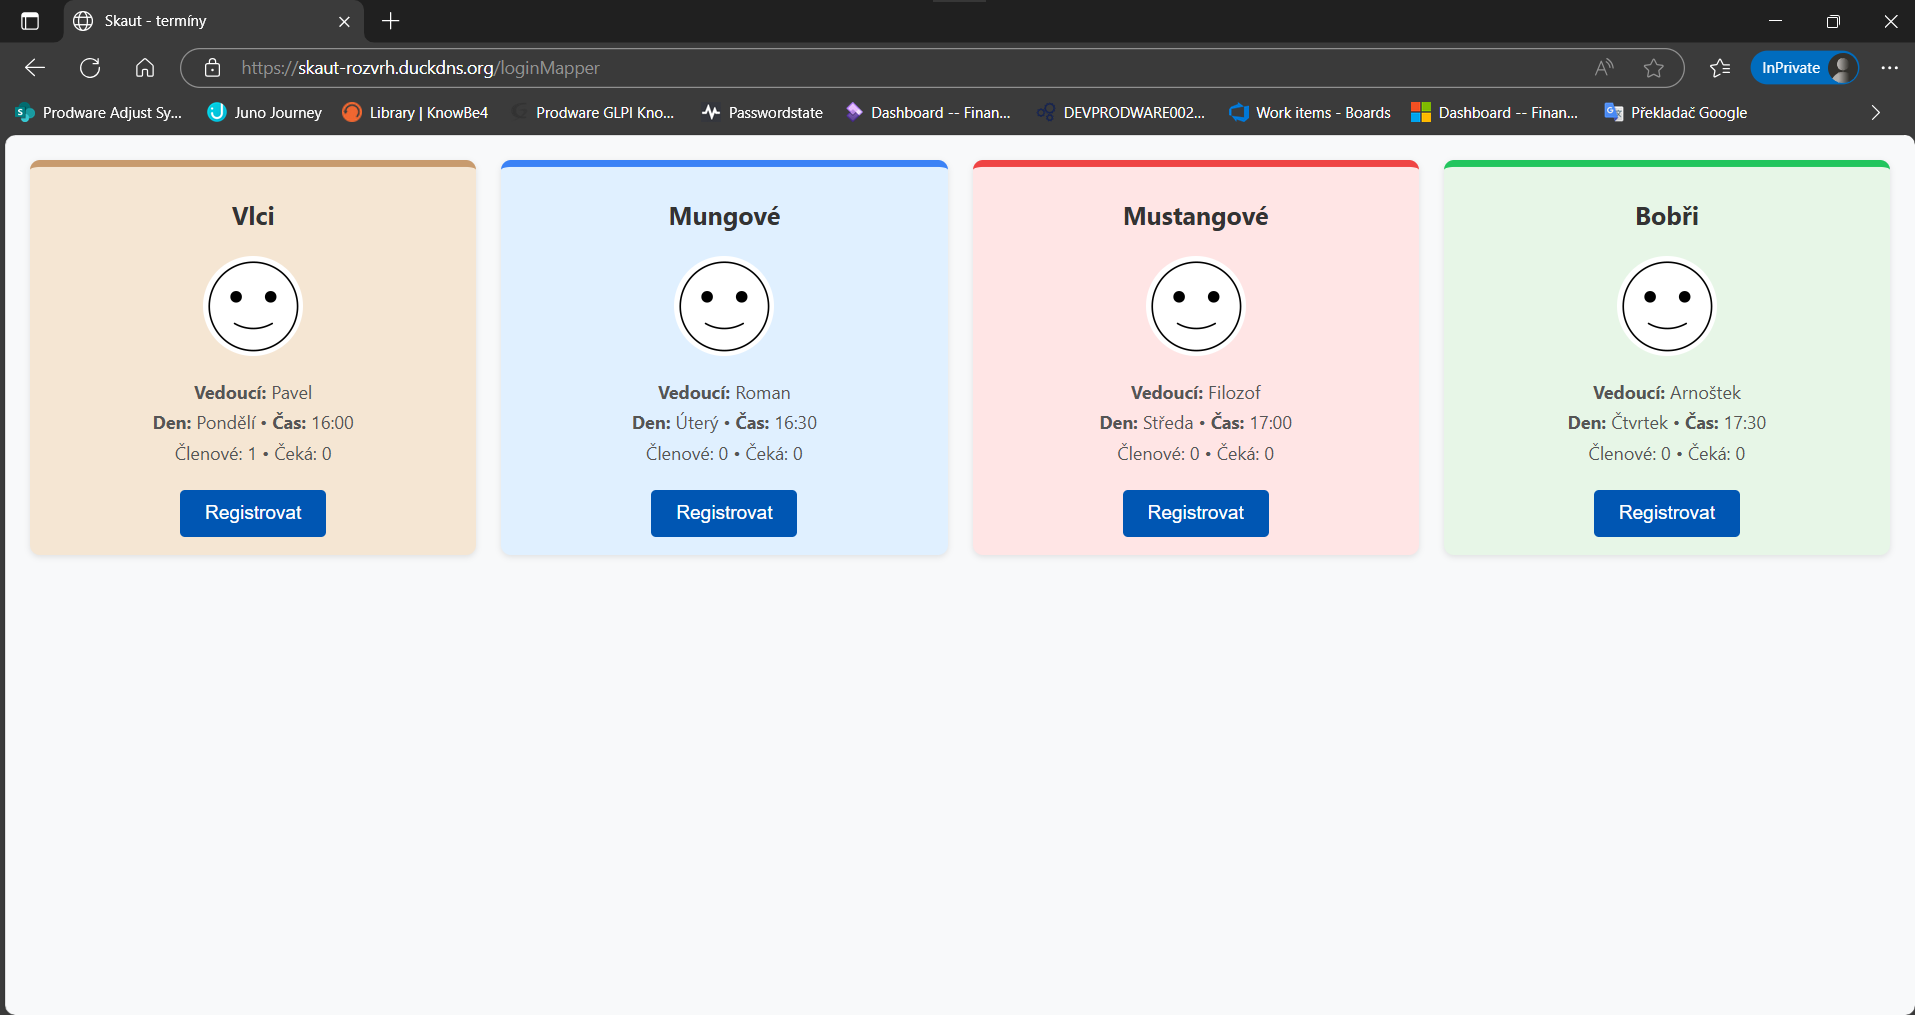 Skaut - termíny
https://skaut-rozvrh.duckdns.org/loginMapper
InPrivate
Prodware Adjust Sy...
Juno Journey
Library | KnowBe4
Prodware GLPI Kno...
Passwordstate
Dashboard -- Finan...
DEVPRODWARE002...
Work items - Boards
Dashboard -- Finan...
Překladač Google
Vlci
Vedoucí: Pavel
Den: Pondělí • Čas: 16:00
Členové: 1 • Čeká: 0
Registrovat
Mungové
Vedoucí: Roman
Den: Úterý • Čas: 16:30
Členové: 0 • Čeká: 0
Registrovat
Mustangové
Vedoucí: Filozof
Den: Středa • Čas: 17:00
Členové: 0 • Čeká: 0
Registrovat
Bobři
Vedoucí: Arnoštek
Den: Čtvrtek • Čas: 17:30
Členové: 0 • Čeká: 0
Registrovat